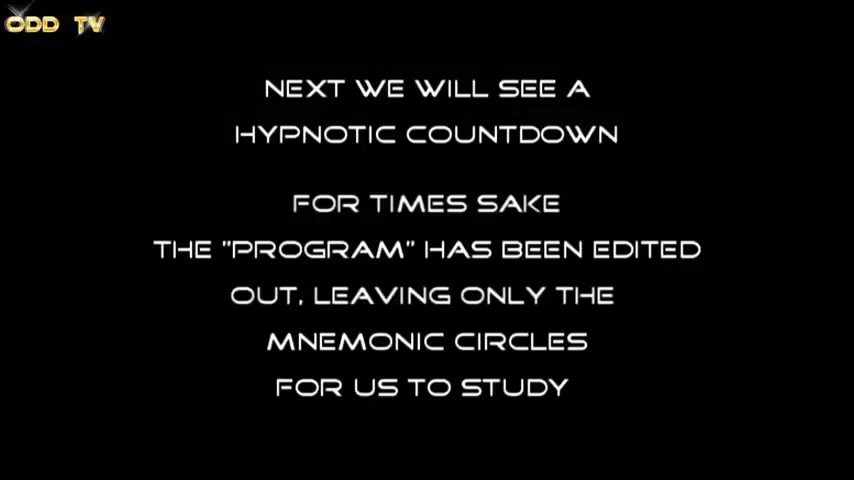 ODD TV
NEXT WE WILL SEE A
HYPNOTIC COUNTDOWN
FOR TIMES SAKE
THE "PROGRAM" HAS BEEN EDITED
OUT, LEAVING ONLY THE
MNEMONIC CIRCLES
FOR US TO STUDY